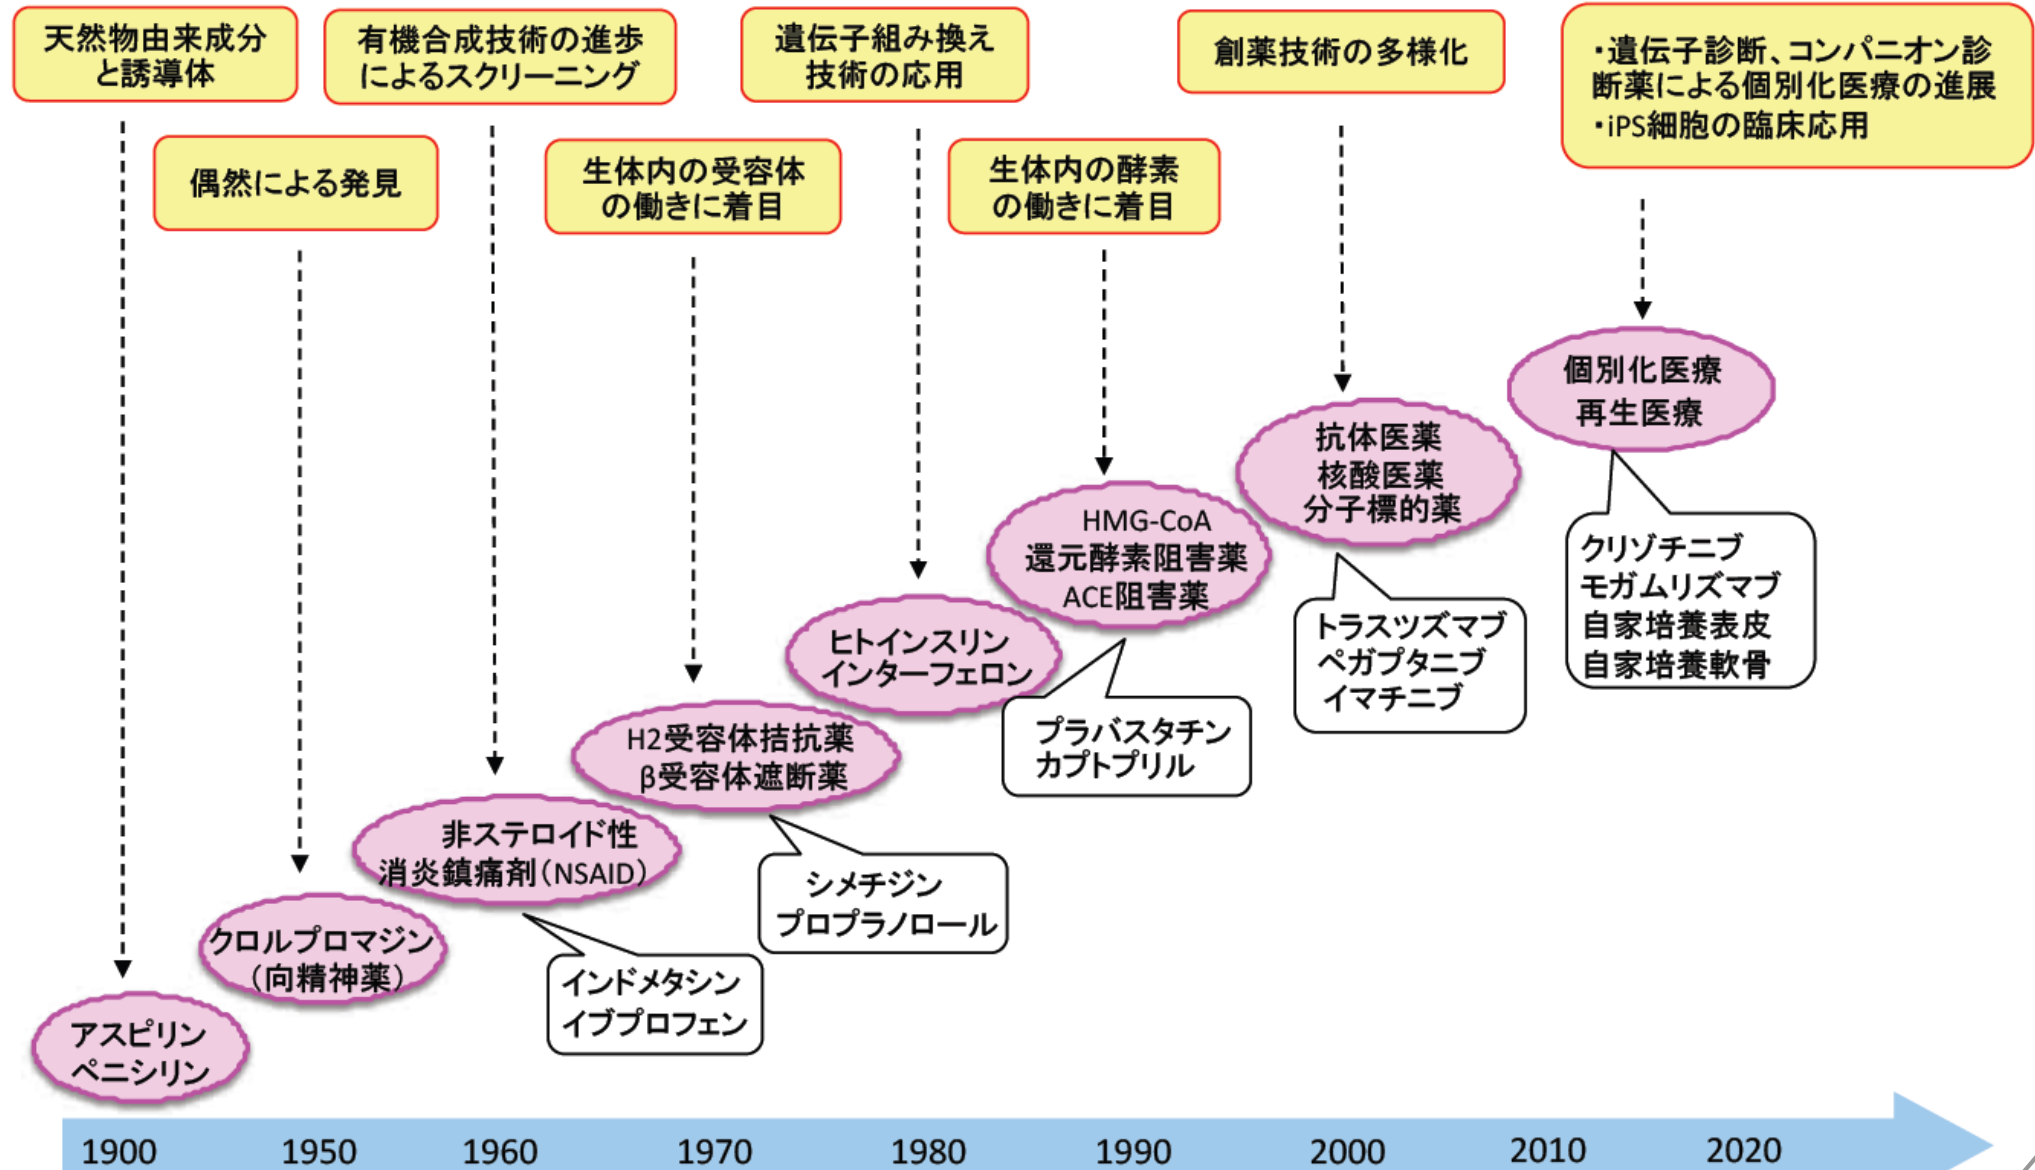 天然物由来成分
と誘導体
有機合成技術の進歩
によるスクリーニング
遺伝子組み換え
技術の応用
創薬技術の多様化
・遺伝子診断、コンパニオン診
断薬による個別化医療の進展
・iPS細胞の臨床応用
偶然による発見
生体内の受容体
の働きに着目
生体内の酵素
の働きに着目
個別化医療
再生医療
抗体医薬
核酸医薬
分子標的薬
HMG-CoA
還元酵素阻害薬
ACE阻害薬
クリゾチニブ
モガムリズマブ
自家培養表皮
自家培養軟骨
トラスツズマブ
ペガプタニブ
イマチニブ
ヒトインスリン
インターフェロン
プラバスタチン
カプトプリル
H2受容体拮抗薬
β受容体遮断薬
非ステロイド性
消炎鎮痛剤（NSAID）
シメチジン
プロプラノロール
クロルプロマジン
（向精神薬）
インドメタシン
イブプロフェン
アスピリン
ペニシリン
1900 1950 1960 1970 1980 1990 2000 2010 2020